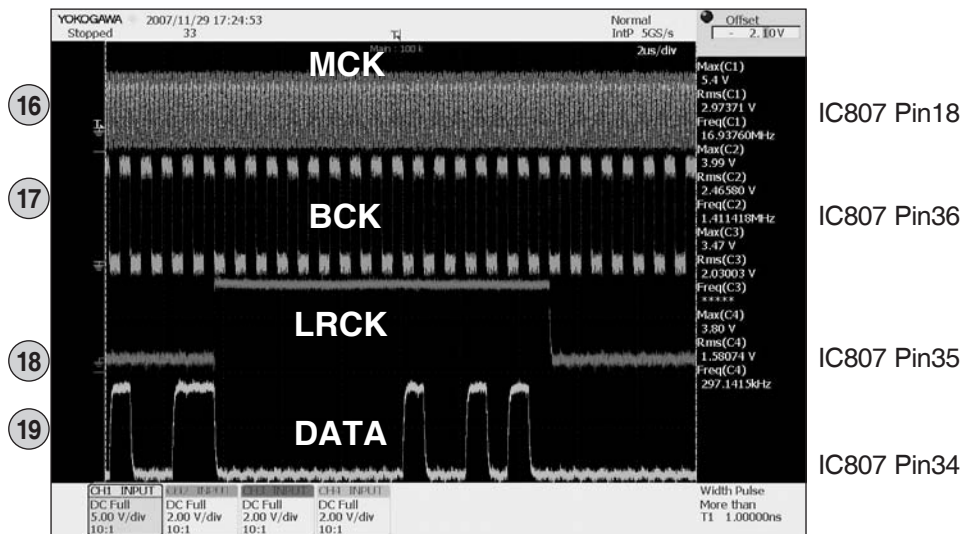 YOKOGAWA 2007/11/29 17:24:53 Normal Offset
Stopped 33 IntP 5GS/s - 2.10V
Main : 100 k 2us/div
16 MCK IC807 Pin18
17 BCK IC807 Pin36
18 LRCK IC807 Pin35
19 DATA IC807 Pin34
Max(C1)
5.4 V
Rms(C1)
2.97371 V
Freq(C1)
16.93760MHz
Max(C2)
3.99 V
Rms(C2)
2.46580 V
Freq(C2)
1.411418MHz
Max(C3)
3.47 V
Rms(C3)
2.03003 V
Freq(C3)
*****
Max(C4)
3.80 V
Rms(C4)
1.58074 V
Freq(C4)
297.1415kHz
CH1 INPUT CH2 INPUT CH3 INPUT CH4 INPUT Width Pulse
DC Full DC Full DC Full DC Full More than
5.00 V/div 2.00 V/div 2.00 V/div 2.00 V/div T1 1.00000ns
10:1 10:1 10:1 10:1